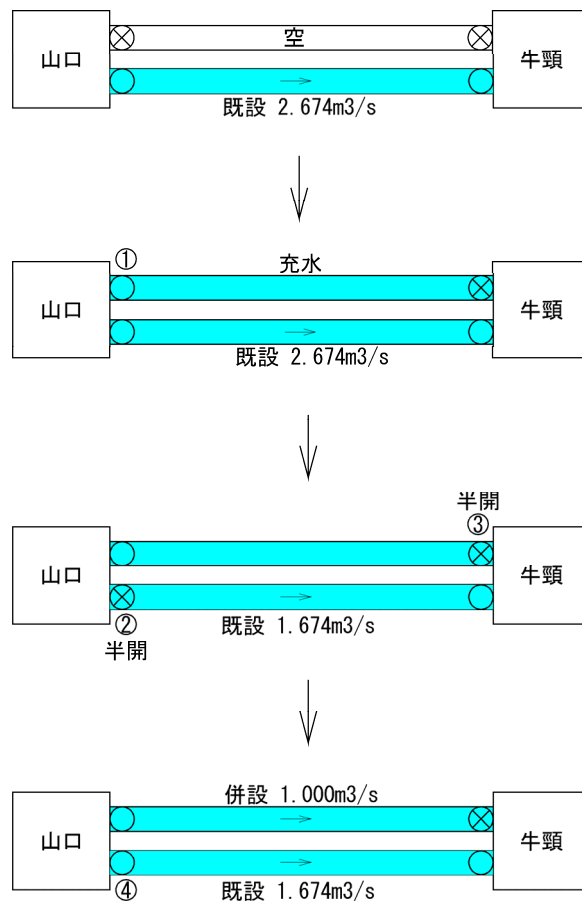 山口
空
牛頸
既設 2.674m3/s
①
充水
山口
牛頸
既設 2.674m3/s
半開
③
山口
牛頸
②
既設 1.674m3/s
半開
併設 1.000m3/s
山口
牛頸
④
既設 1.674m3/s